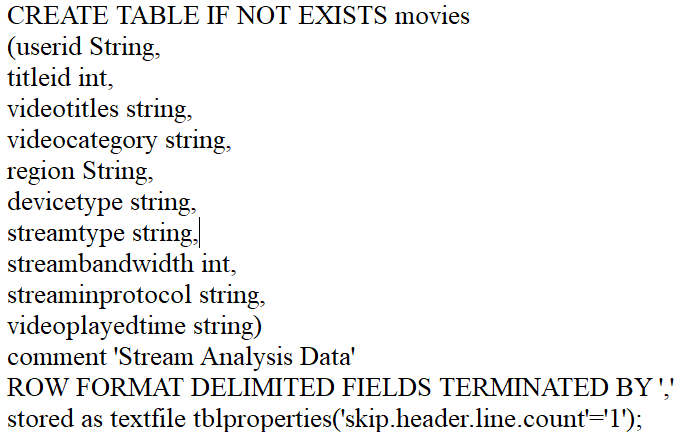 CREATE TABLE IF NOT EXISTS movies
(userid String,
titleid int,
videotitles string,
videocategory string,
region String,
devicetype string,
streamtype string,
streambandwidth int,
streaminprotocol string,
videoplayedtime string)
comment 'Stream Analysis Data'
ROW FORMAT DELIMITED FIELDS TERMINATED BY ','
stored as textfile tblproperties('skip.header.line.count'='1');